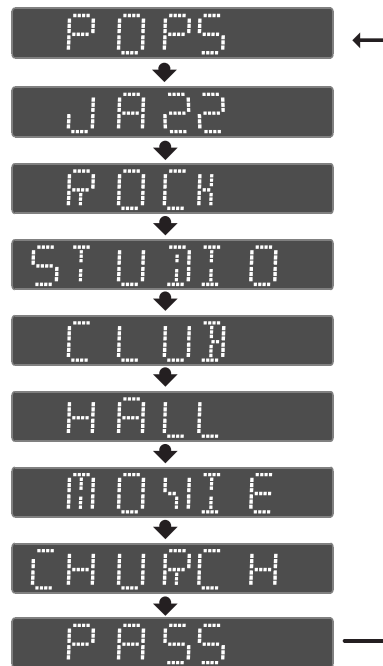 POPS
JAZZ
ROCK
STUDIO
CLUB
HALL
MOVIE
CHURCH
PASS